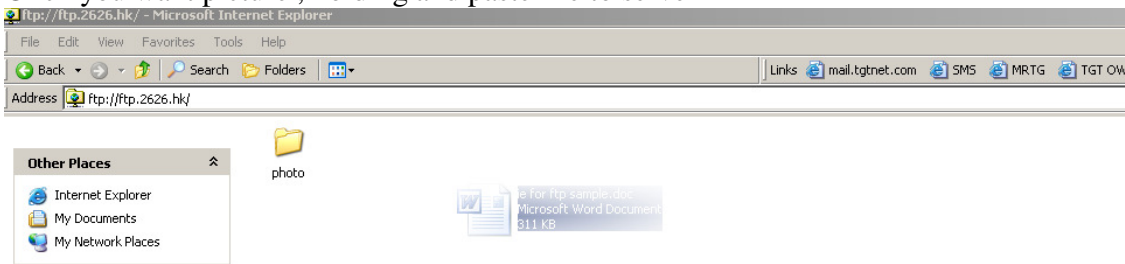 ftp://ftp.2626.hk/ - Microsoft Internet Explorer
File Edit View Favorites Tools Help
Back Search Folders Links mail.tgtnet.com SMS MRTG TGT OW
Address ftp://ftp.2626.hk/
Other Places
photo
Internet Explorer
My Documents
My Network Places
e for ftp sample.doc
Microsoft Word Document
311 KB